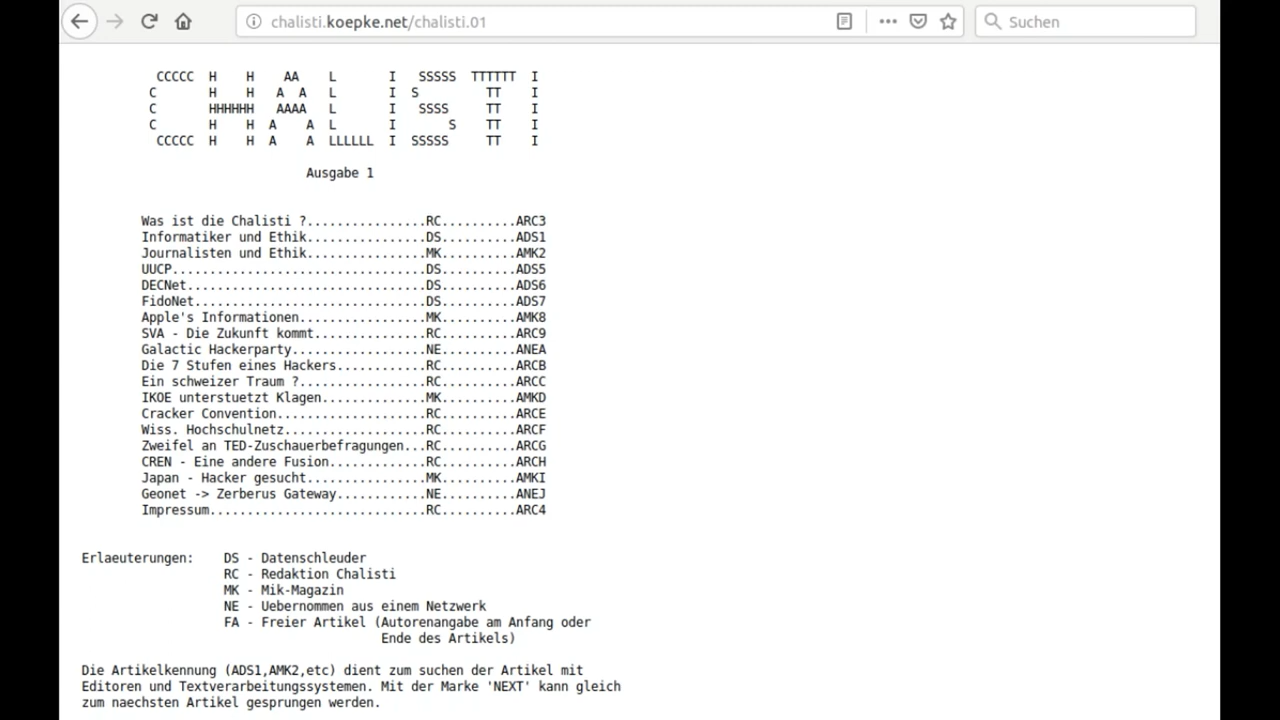 chalisti.koepke.net/chalisti.01
Suchen
CCCCC  H    H    AA    L       I   SSSSS  TTTTTT  I
C       H    H   A  A   L       I  S         TT    I
C       HHHHHH   AAAA   L       I   SSSS     TT    I
C       H    H  A    A  L       I       S    TT    I
CCCCC  H    H  A    A  LLLLLL  I  SSSSS     TT    I
Ausgabe 1
Was ist die Chalisti ?................RC..........ARC3
Informatiker und Ethik................DS..........ADS1
Journalisten und Ethik................MK..........AMK2
UUCP..................................DS..........ADS5
DECNet................................DS..........ADS6
FidoNet...............................DS..........ADS7
Apple's Informationen.................MK..........AMK8
SVA - Die Zukunft kommt...............RC..........ARC9
Galactic Hackerparty..................NE..........ANEA
Die 7 Stufen eines Hackers............RC..........ARCB
Ein schweizer Traum ?.................RC..........ARCC
IKOE unterstuetzt Klagen..............MK..........AMKD
Cracker Convention....................RC..........ARCE
Wiss. Hochschulnetz...................RC..........ARCF
Zweifel an TED-Zuschauerbefragungen...RC..........ARCG
CREN - Eine andere Fusion.............RC..........ARCH
Japan - Hacker gesucht................MK..........AMKI
Geonet -> Zerberus Gateway............NE..........ANEJ
Impressum.............................RC..........ARC4
Erlaeuterungen:    DS - Datenschleuder
RC - Redaktion Chalisti
MK - Mik-Magazin
NE - Uebernommen aus einem Netzwerk
FA - Freier Artikel (Autorenangabe am Anfang oder
Ende des Artikels)
Die Artikelkennung (ADS1,AMK2,etc) dient zum suchen der Artikel mit
Editoren und Textverarbeitungssystemen. Mit der Marke 'NEXT' kann gleich
zum naechsten Artikel gesprungen werden.